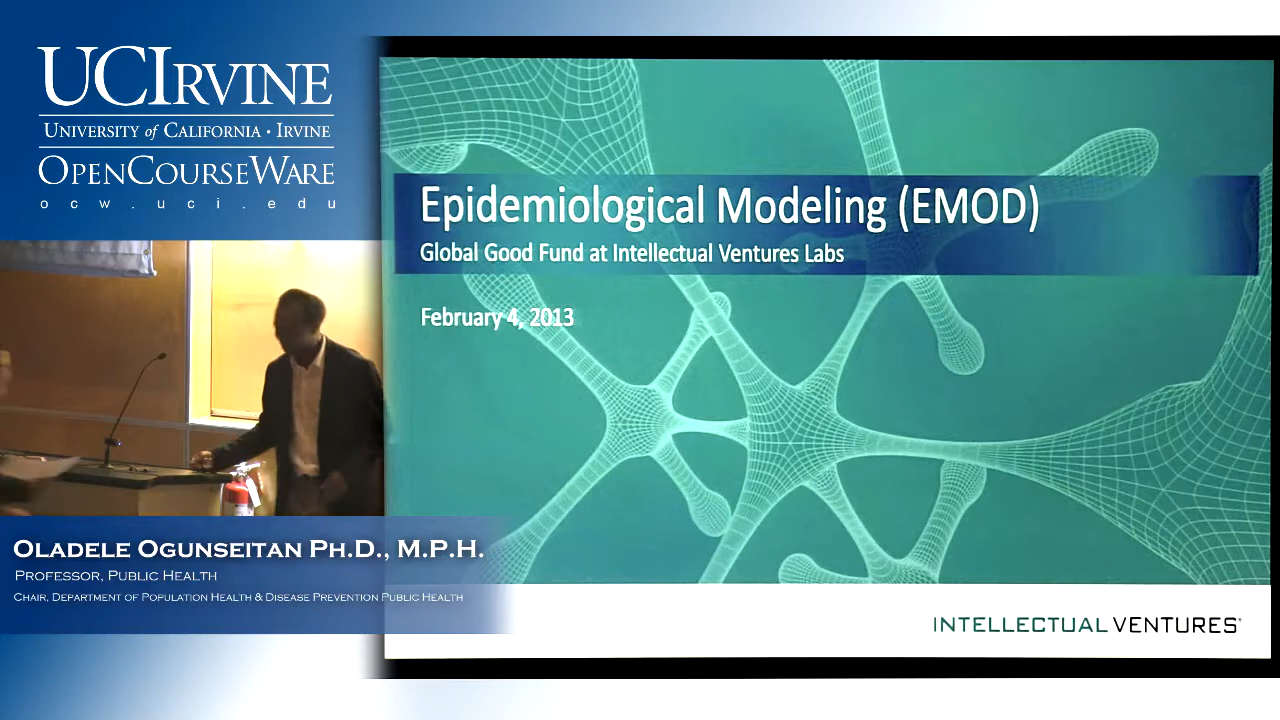 UCIRVINE
UNIVERSITY of CALIFORNIA • IRVINE
OPENCOURSEWARE
ocw.uci.edu
Epidemiological Modeling (EMOD)
Global Good Fund at Intellectual Ventures Labs
February 4, 2013
OLADELE OGUNSEITAN PH.D., M.P.H.
PROFESSOR, PUBLIC HEALTH
CHAIR, DEPARTMENT OF POPULATION HEALTH & DISEASE PREVENTION PUBLIC HEALTH
INTELLECTUAL VENTURES